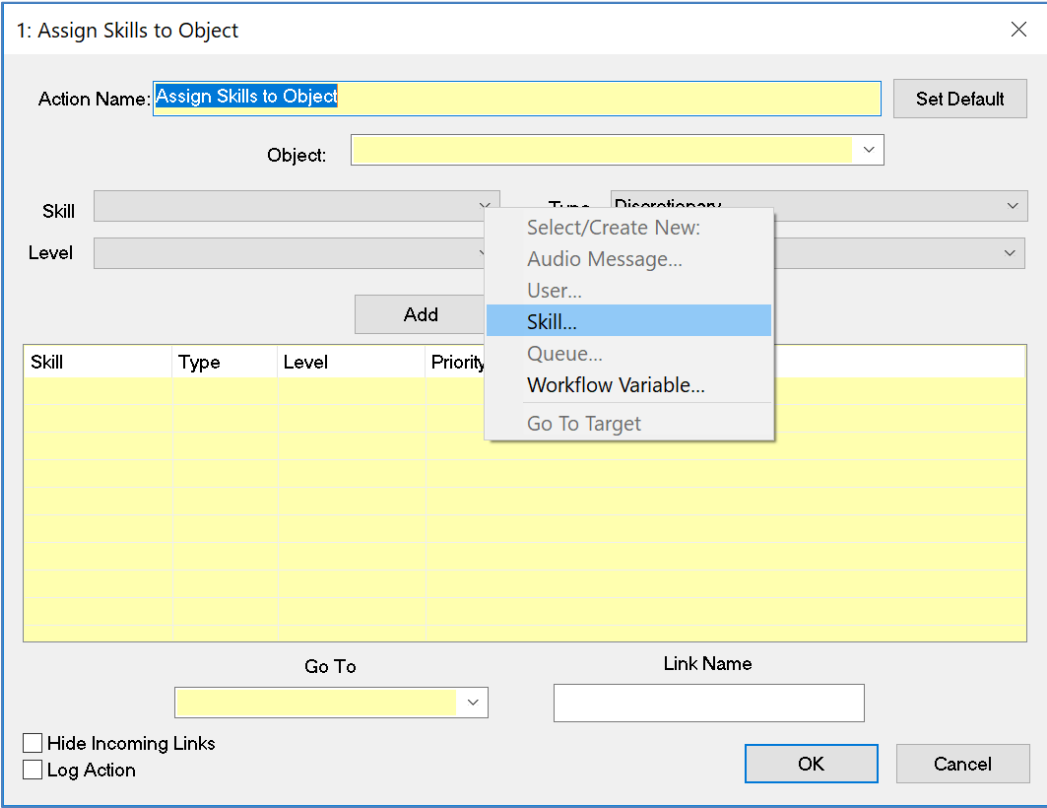 1: Assign Skills to Object
Action Name: Assign Skills to Object Set Default
Object:
Skill Type Discretionary
Level
Select/Create New:
Audio Message...
User...
Skill...
Queue...
Workflow Variable...
Go To Target
Add
Skill Type Level Priority
Go To Link Name
Hide Incoming Links
Log Action
OK Cancel